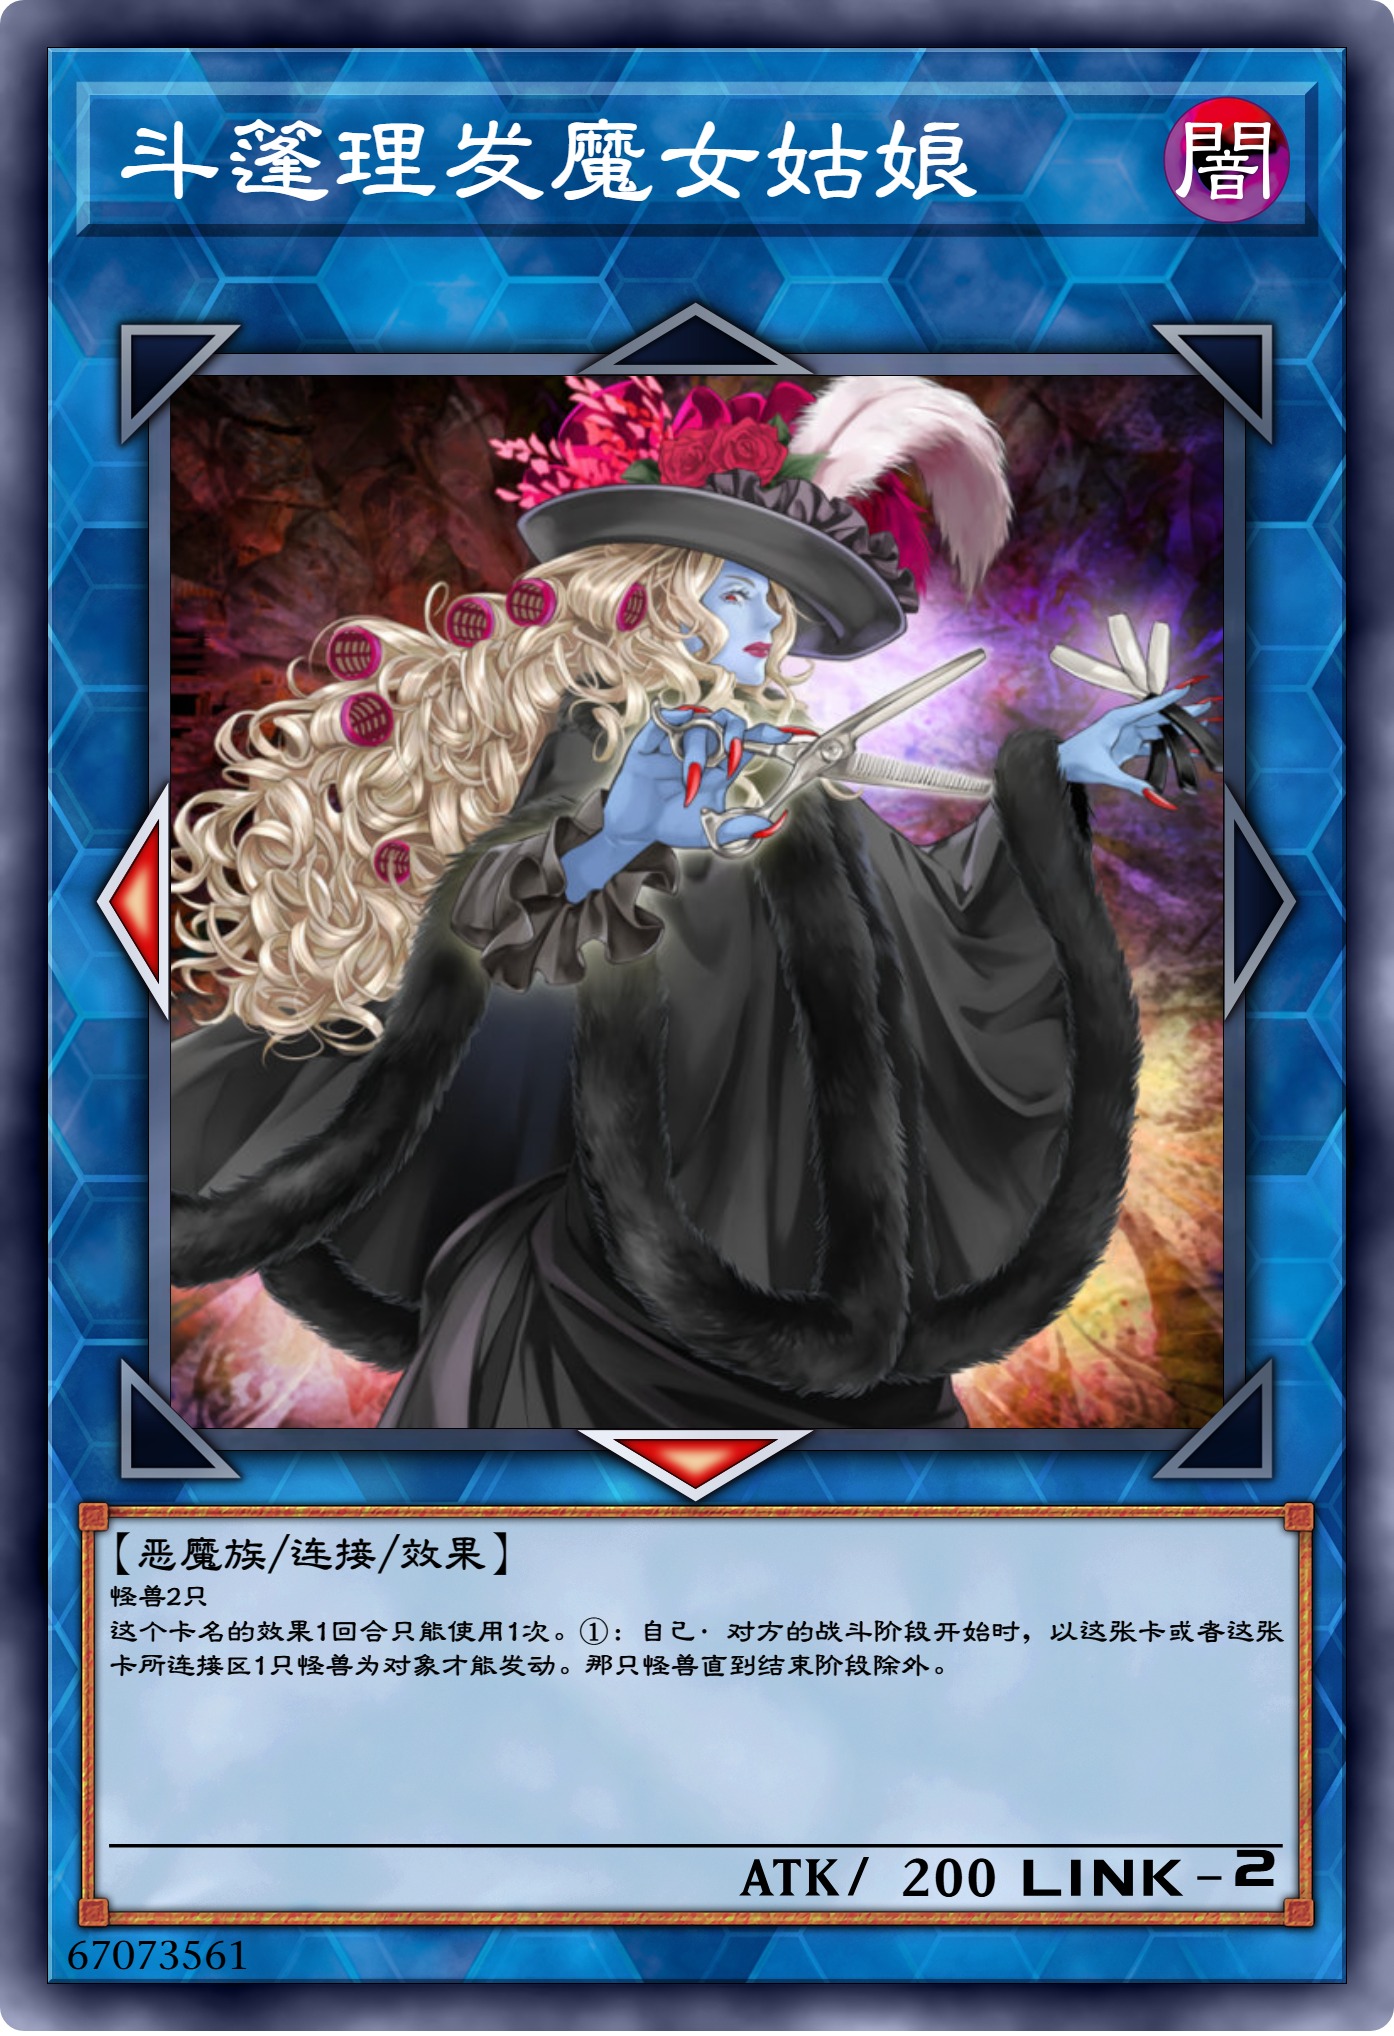 斗篷理发魔女姑娘
闇
【恶魔族/连接/效果】
怪兽2只
这个卡名的效果1回合只能使用1次。①：自己·对方的战斗阶段开始时，以这张卡或者这张
卡所连接区1只怪兽为对象才能发动。那只怪兽直到结束阶段除外。
ATK/ 200 LINK-2
67073561